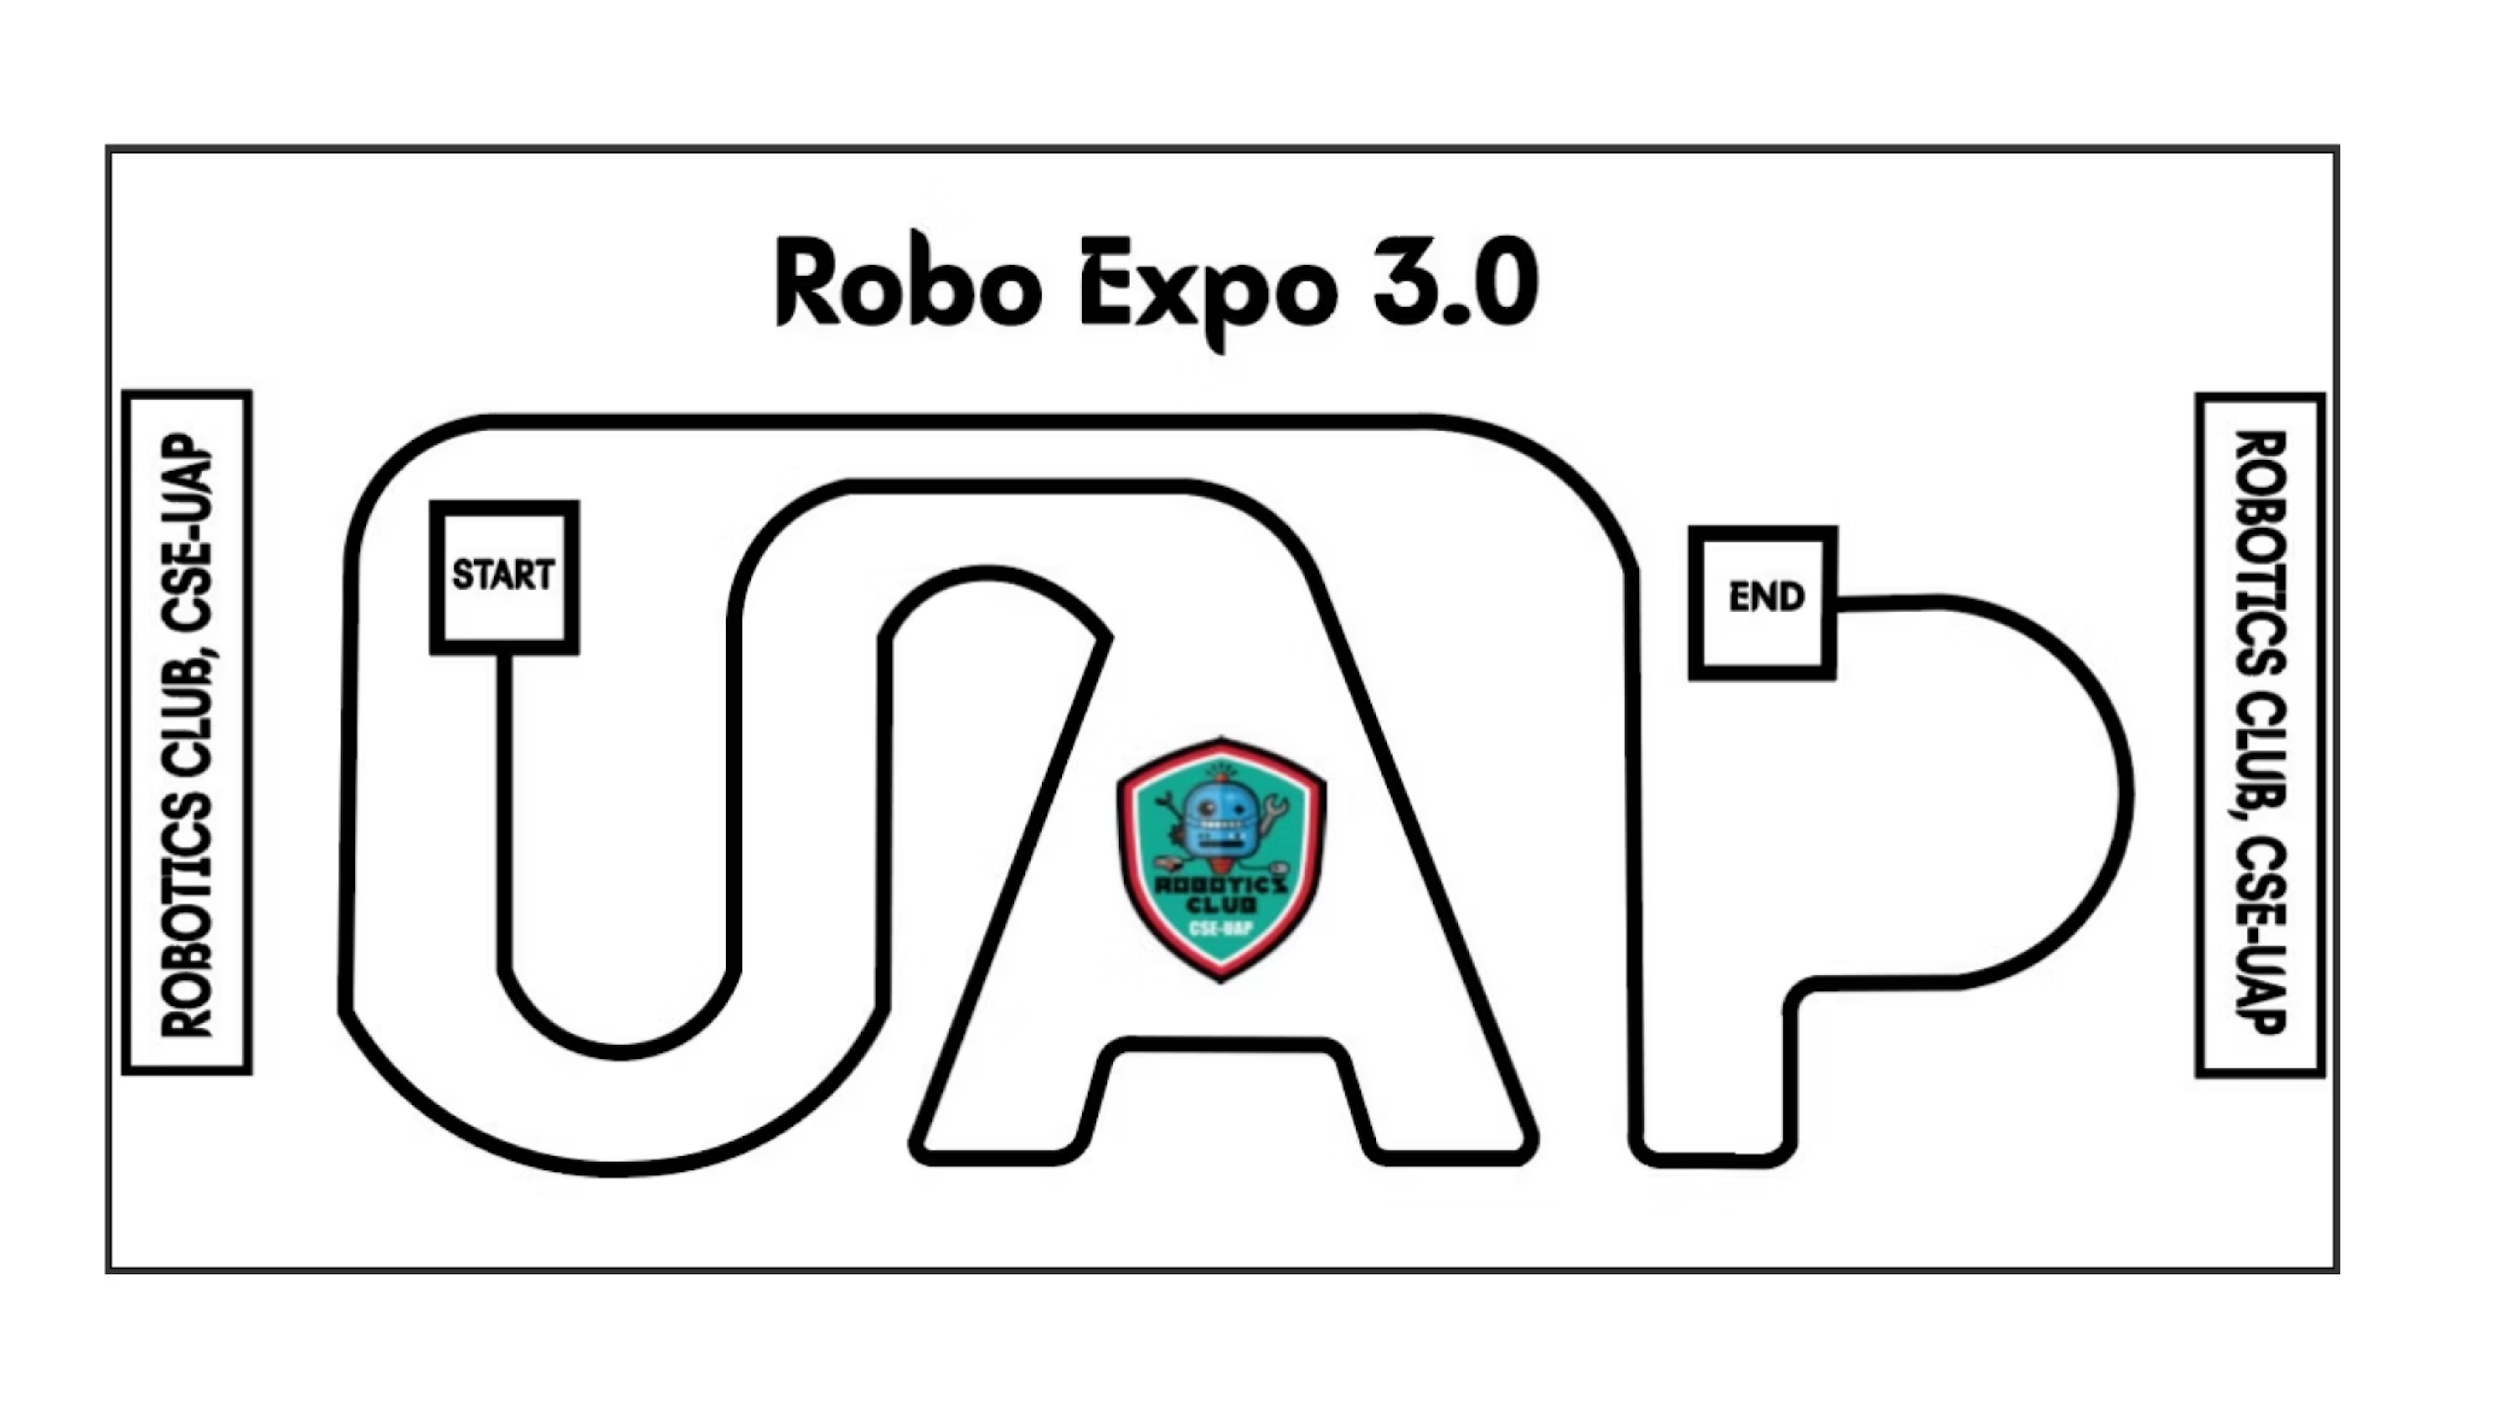 Robo Expo 3.0
ROBOTICS CLUB, CSE-UAP
START
END
ROBOTICS CLUB, CSE-UAP
ROBOTICS
CLUB
CSE-UAP